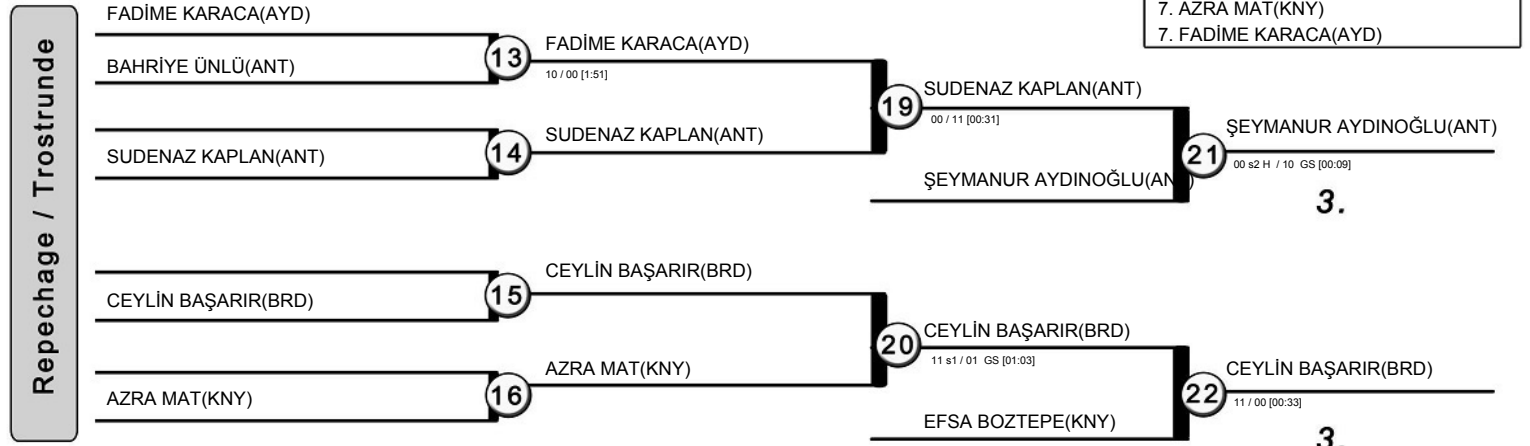 7. AZRA MAT(KNY)
7. FADİME KARACA(AYD)
Repechage / Trostrunde
FADİME KARACA(AYD)
BAHRİYE ÜNLÜ(ANT)
13
FADİME KARACA(AYD)
10 / 00 [1:51]
SUDENAZ KAPLAN(ANT)
14
SUDENAZ KAPLAN(ANT)
19
SUDENAZ KAPLAN(ANT)
00 / 11 [00:31]
ŞEYMANUR AYDINOĞLU(AN
)
21
ŞEYMANUR AYDINOĞLU(ANT)
00 s2 H / 10 GS [00:09]
3.
CEYLİN BAŞARIR(BRD)
15
CEYLİN BAŞARIR(BRD)
AZRA MAT(KNY)
16
AZRA MAT(KNY)
20
CEYLİN BAŞARIR(BRD)
11 s1 / 01 GS [01:03]
EFSA BOZTEPE(KNY)
22
CEYLİN BAŞARIR(BRD)
11 / 00 [00:33]
3.